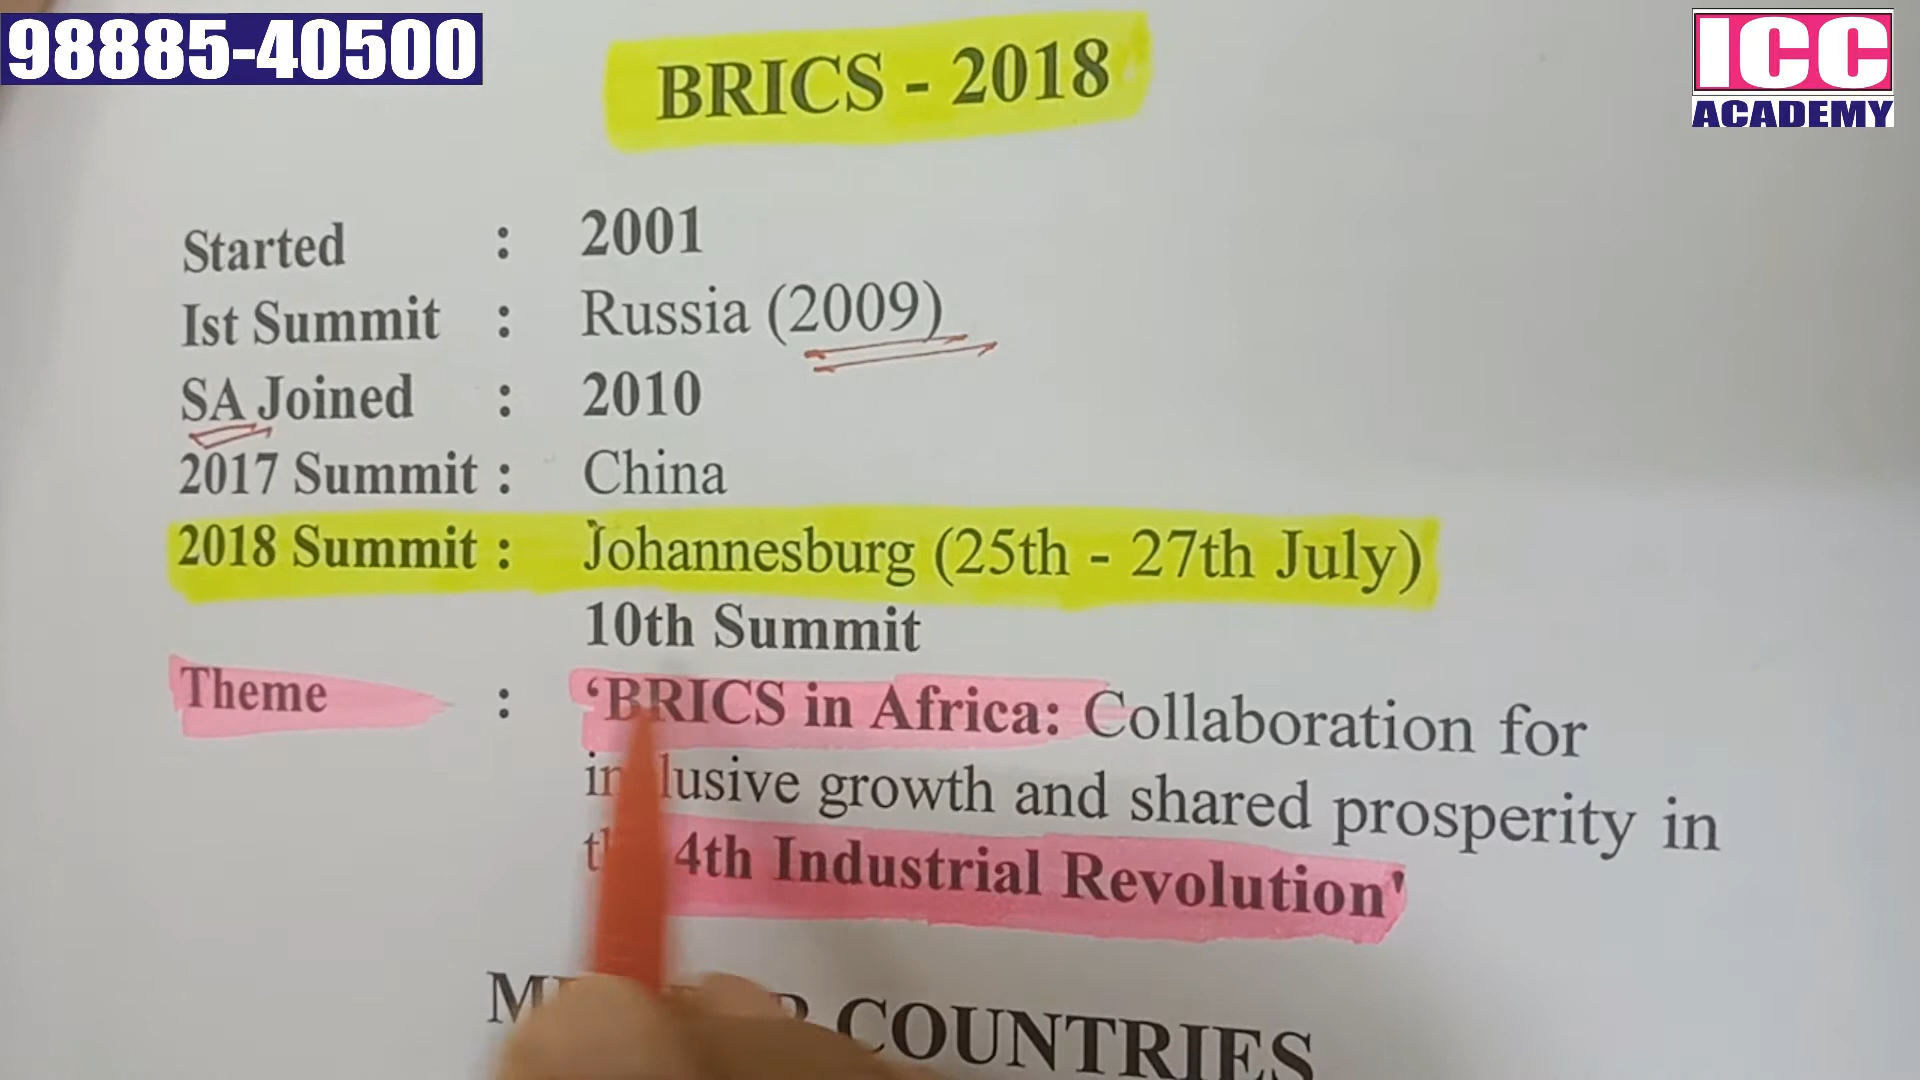 98885-40500
ICC
ACADEMY
BRICS - 2018
Started : 2001
Ist Summit : Russia (2009)
SA Joined : 2010
2017 Summit : China
2018 Summit : Johannesburg (25th - 27th July)
10th Summit
Theme : ‘BRICS in Africa: Collaboration for
growth and shared prosperity in
4th Industrial Revolution'
COUNTRIES